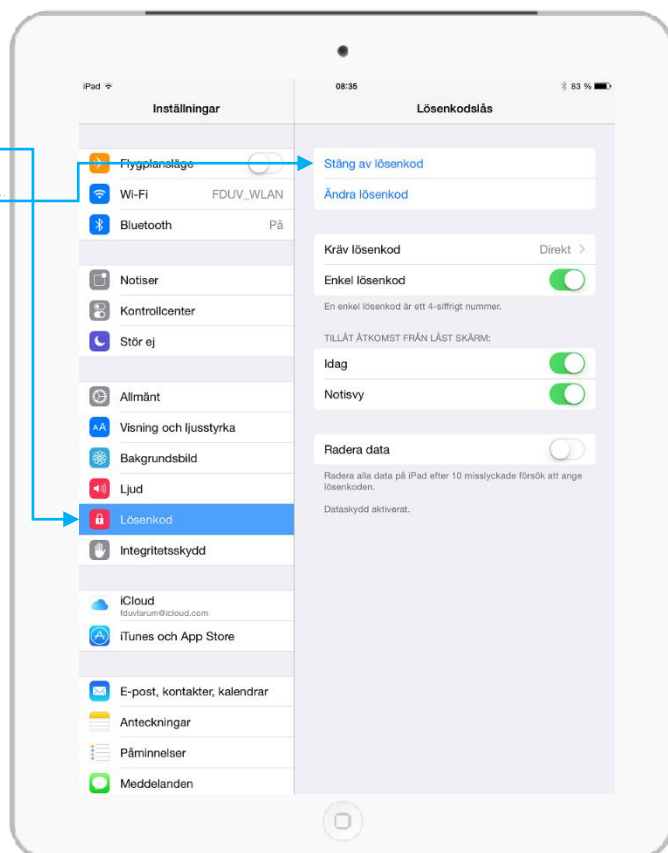 iPad
08:35
83 %
Inställningar
Lösenkodslås
Flygplansläge
Wi-Fi FDUV_WLAN
Bluetooth På
Notiser
Kontrollcenter
Stör ej
Allmänt
AA Visning och ljusstyrka
Bakgrundsbild
Ljud
Lösenkod
Integritetsskydd
iCloud
fduvlarum@icloud.com
iTunes och App Store
E-post, kontakter, kalendrar
Anteckningar
Påminnelser
Meddelanden
Stäng av lösenkod
Ändra lösenkod
Kräv lösenkod Direkt
Enkel lösenkod
En enkel lösenkod är ett 4-siffrigt nummer.
TILLÅT ÅTKOMST FRÅN LÅST SKÄRM:
Idag
Notisvy
Radera data
Radera alla data på iPad efter 10 misslyckade försök att ange
lösenkoden.
Dataskydd aktiverat.